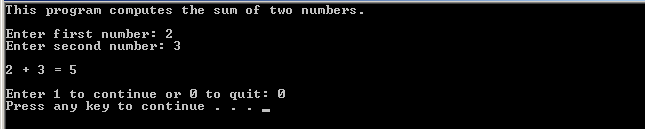 This program computes the sum of two numbers.
Enter first number: 2
Enter second number: 3
2 + 3 = 5
Enter 1 to continue or 0 to quit: 0
Press any key to continue . . . _